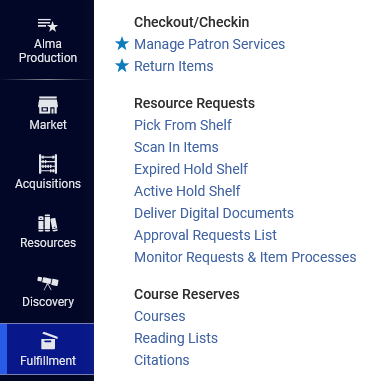 Alma
Production
Market
Acquisitions
Resources
Discovery
Fulfillment
Checkout/Checkin
Manage Patron Services
Return Items
Resource Requests
Pick From Shelf
Scan In Items
Expired Hold Shelf
Active Hold Shelf
Deliver Digital Documents
Approval Requests List
Monitor Requests & Item Processes
Course Reserves
Courses
Reading Lists
Citations